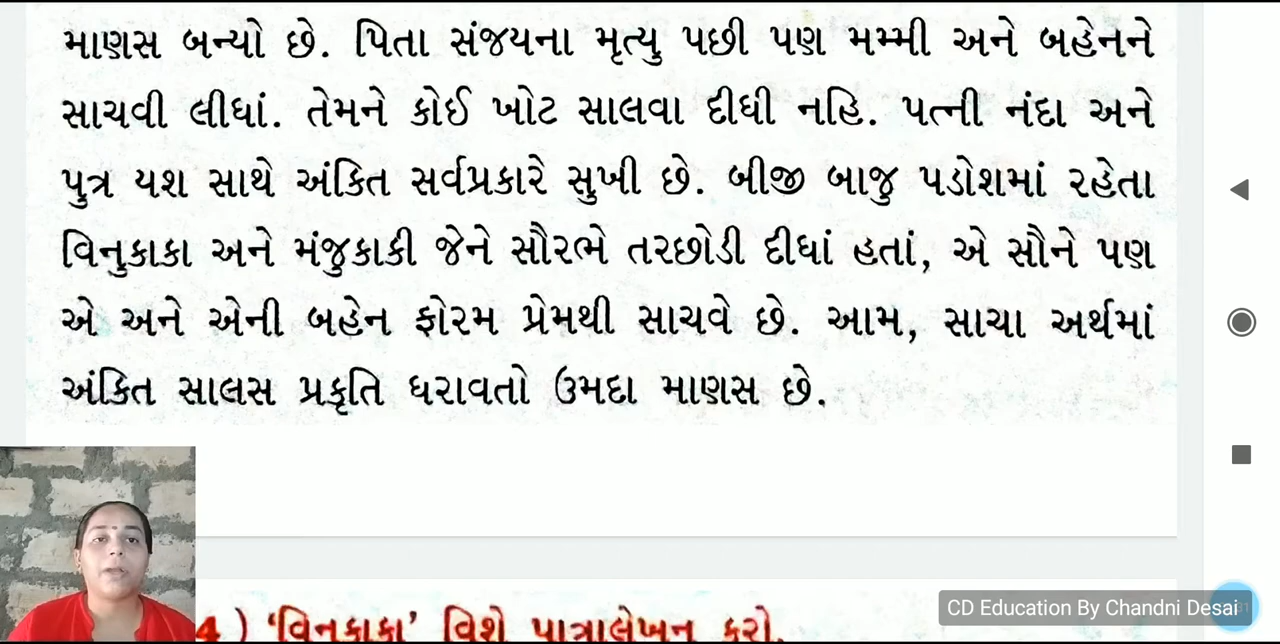 માણસ બન્યો છે. પિતા સંજયના મૃત્યુ પછી પણ મમ્મી અને બહેનને
સાચવી લીધાં. તેમને કોઈ ખોટ સાલવા દીધી નહિ. પત્ની નંદા અને
પુત્ર યશ સાથે અંકિત સર્વપ્રકારે સુખી છે. બીજી બાજુ પડોશમાં રહેતા
વિનુકાકા અને મંજુકાકી જેને સૌરભે તરછોડી દીધાં હતાં, એ સૌને પણ
એ અને એની બહેન ફોરમ પ્રેમથી સાચવે છે. આમ, સાચા અર્થમાં
અંકિત સાલસ પ્રકૃતિ ધરાવતો ઉમદા માણસ છે.
4 ) ‘વિનુકાકા’ વિશે પાત્રાલેખન કરો.
CD Education By Chandni Desai